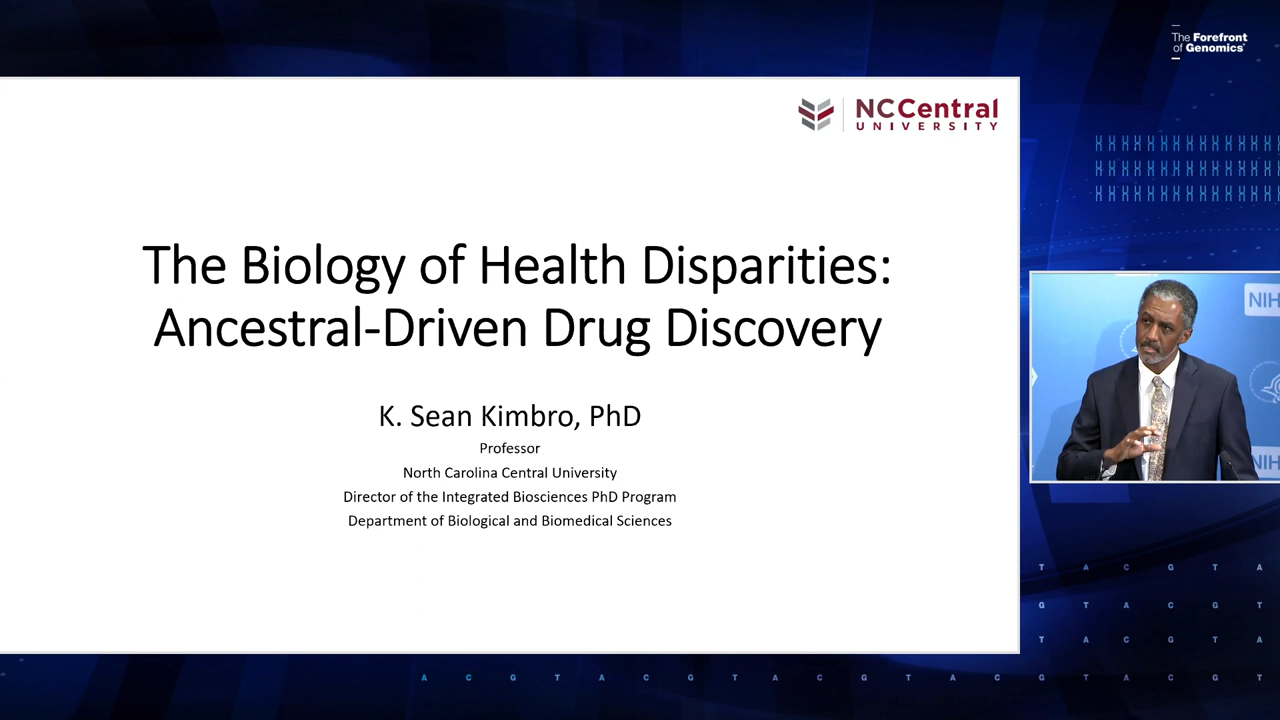 The Forefront
of Genomics®
NCCentral
UNIVERSITY
The Biology of Health Disparities:
Ancestral-Driven Drug Discovery
K. Sean Kimbro, PhD
Professor
North Carolina Central University
Director of the Integrated Biosciences PhD Program
Department of Biological and Biomedical Sciences
NIH
NIH
T A C G T A
G T A C G T
T A C G T A
A C G T A C G T A C G T A C G T A C G T